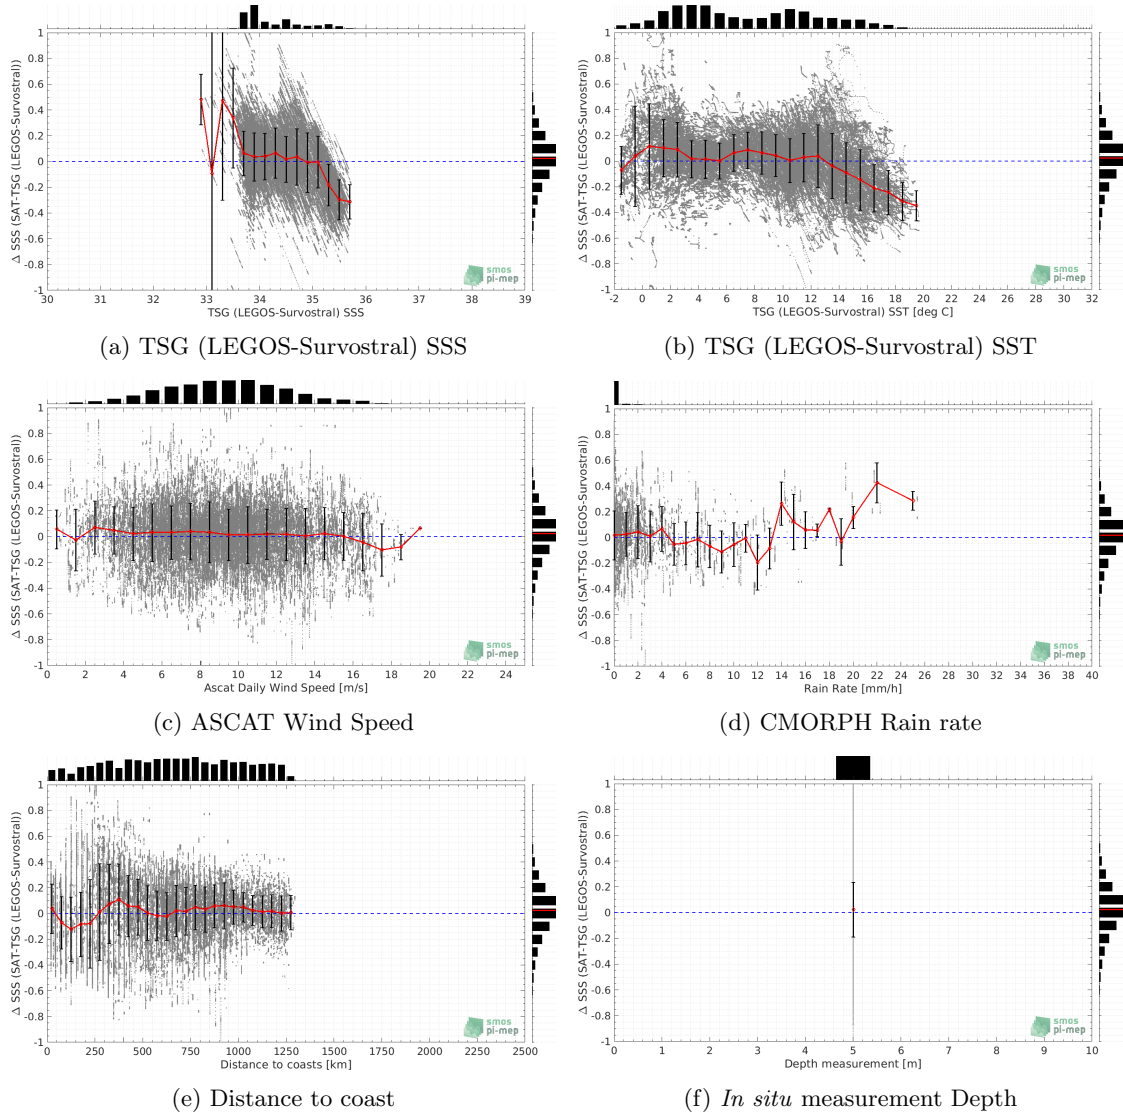 1
0.8
0.6
0.4
0.2
0
-0.2
-0.4
-0.6
-0.8
-1
Δ SSS (SAT-TSG (LEGOS-Survostral))
30 31 32 33 34 35 36 37 38 39
TSG (LEGOS-Survostral) SSS
smos
pi-mep
(a) TSG (LEGOS-Survostral) SSS
1
0.8
0.6
0.4
0.2
0
-0.2
-0.4
-0.6
-0.8
-1
Δ SSS (SAT-TSG (LEGOS-Survostral))
-2 0 2 4 6 8 10 12 14 16 18 20 22 24 26 28 30 32
TSG (LEGOS-Survostral) SST [deg C]
smos
pi-mep
(b) TSG (LEGOS-Survostral) SST
1
0.8
0.6
0.4
0.2
0
-0.2
-0.4
-0.6
-0.8
-1
Δ SSS (SAT-TSG (LEGOS-Survostral))
0 2 4 6 8 10 12 14 16 18 20 22 24
Ascat Daily Wind Speed [m/s]
smos
pi-mep
(c) ASCAT Wind Speed
1
0.8
0.6
0.4
0.2
0
-0.2
-0.4
-0.6
-0.8
-1
Δ SSS (SAT-TSG (LEGOS-Survostral))
0 2 4 6 8 10 12 14 16 18 20 22 24 26 28 30 32 34 36 38 40
Rain Rate [mm/h]
smos
pi-mep
(d) CMORPH Rain rate
1
0.8
0.6
0.4
0.2
0
-0.2
-0.4
-0.6
-0.8
-1
Δ SSS (SAT-TSG (LEGOS-Survostral))
0 250 500 750 1000 1250 1500 1750 2000 2250 2500
Distance to coasts [km]
smos
pi-mep
(e) Distance to coast
1
0.8
0.6
0.4
0.2
0
-0.2
-0.4
-0.6
-0.8
-1
Δ SSS (SAT-TSG (LEGOS-Survostral))
0 1 2 3 4 5 6 7 8 9 10
Depth measurement [m]
smos
pi-mep
(f) In situ measurement Depth